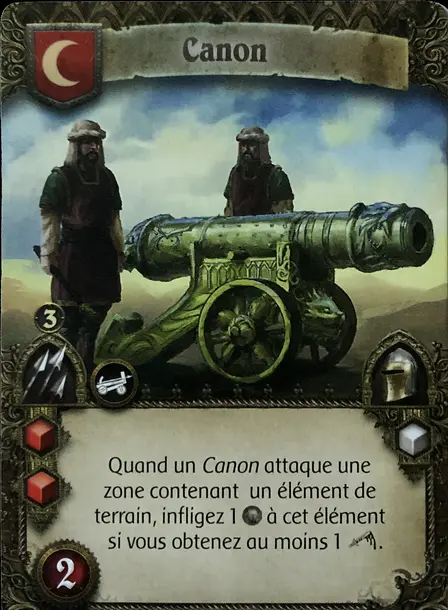 Canon
3
Quand un Canon attaque une
zone contenant un élément de
terrain, infligez 1 à cet élément
si vous obtenez au moins 1 .
2